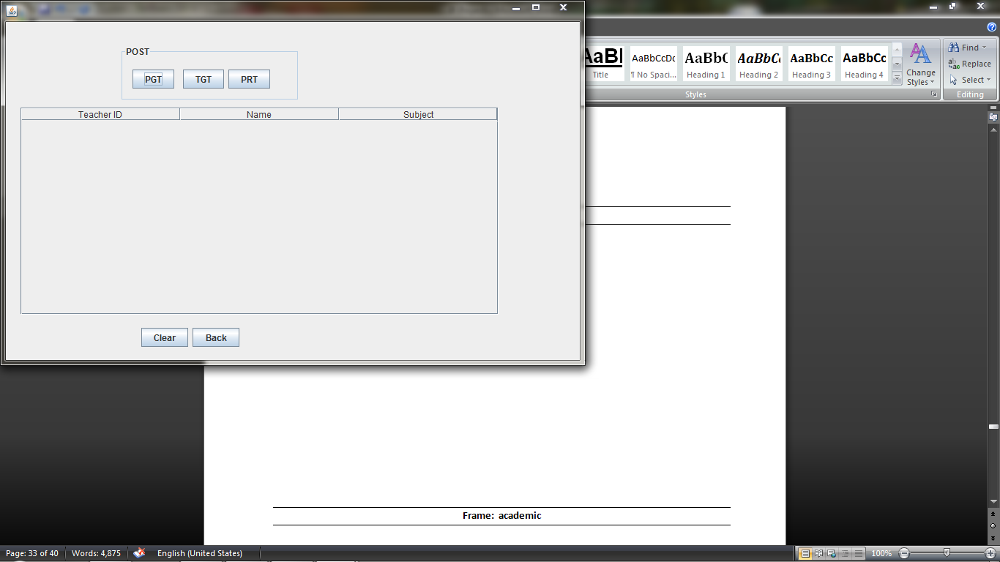 POST
PGT TGT PRT
Teacher ID Name Subject
Clear Back
AaBl AaBbCcDc AaBbC AaBbCc AaBbCc AaBbCc
Title ¶ No Spaci... Heading 1 Heading 2 Heading 3 Heading 4
Change Styles
Styles
Find
Replace
Select
Editing
Frame: academic
Page: 33 of 40 Words: 4,875 English (United States) 100%